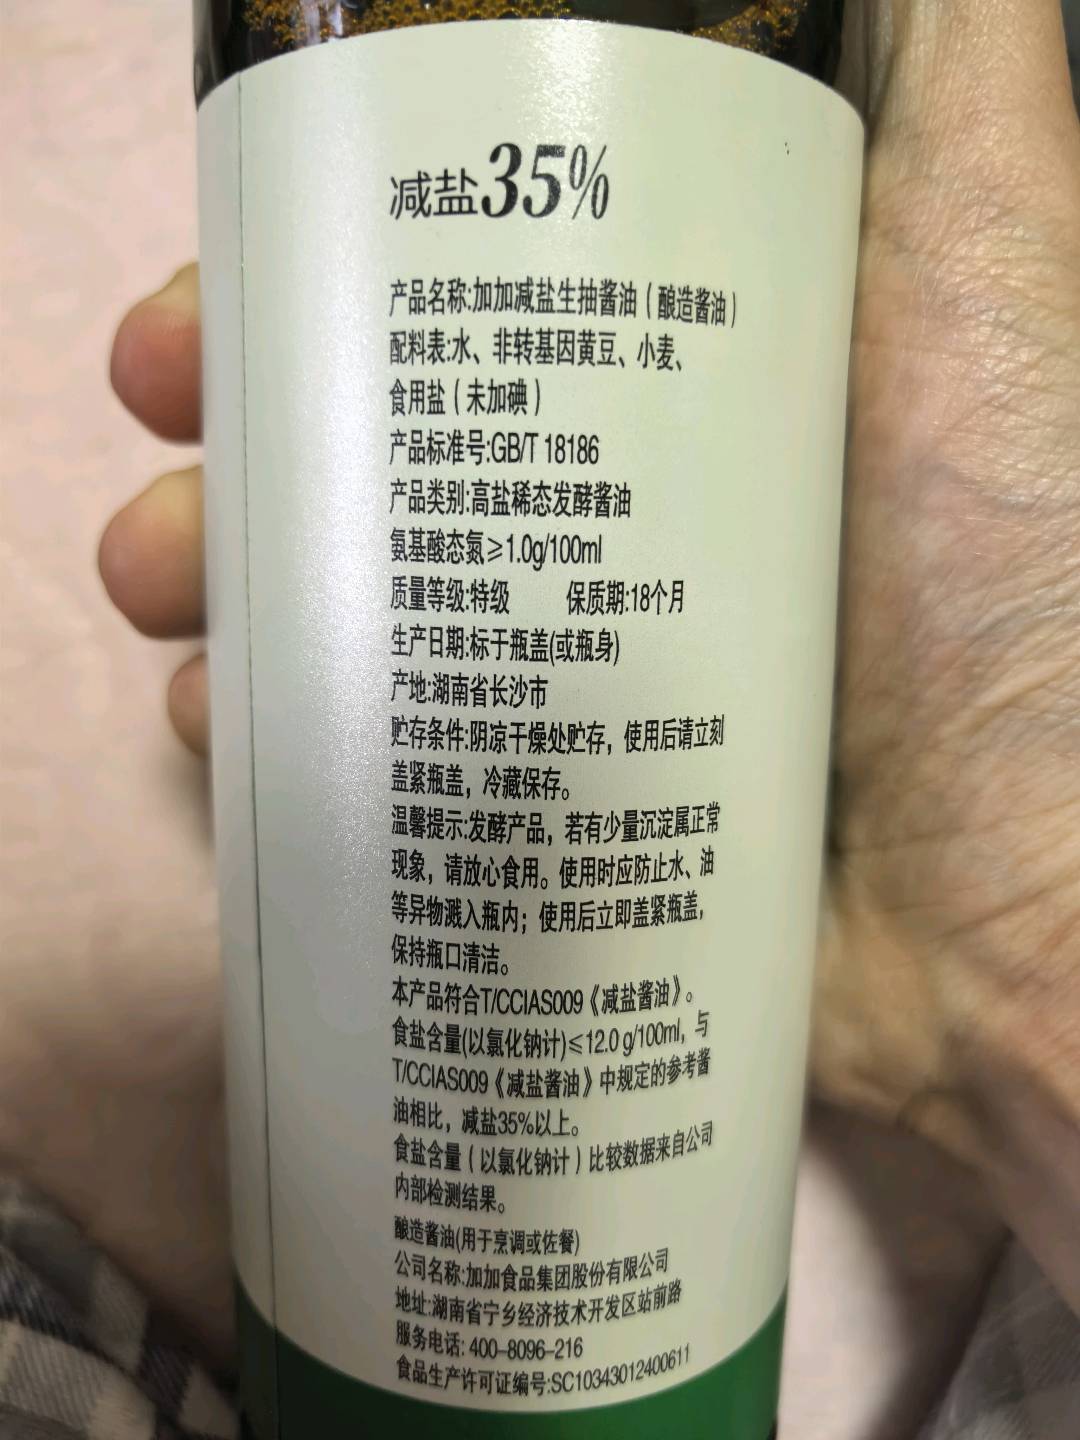 减盐35%
产品名称:加加减盐生抽酱油(酿造酱油)
配料表:水、非转基因黄豆、小麦、
食用盐(未加碘)
产品标准号:GB/T 18186
产品类别:高盐稀态发酵酱油
氨基酸态氮≥1.0g/100ml
质量等级:特级 保质期:18个月
生产日期:标于瓶盖(或瓶身)
产地:湖南省长沙市
贮存条件:阴凉干燥处贮存，使用后请立刻
盖紧瓶盖，冷藏保存。
温馨提示:发酵产品，若有少量沉淀属正常
现象，请放心食用。使用时应防止水、油
等异物溅入瓶内；使用后立即盖紧瓶盖，
保持瓶口清洁。
本产品符合T/CCIAS009《减盐酱油》。
食盐含量(以氯化钠计)≤12.0 g/100ml，与
T/CCIAS009《减盐酱油》中规定的参考酱
油相比，减盐35%以上。
食盐含量(以氯化钠计)比较数据来自公司
内部检测结果。
酿造酱油(用于烹调或佐餐)
公司名称:加加食品集团股份有限公司
地址:湖南省宁乡经济技术开发区站前路
服务电话: 400-8096-216
食品生产许可证编号:SC10343012400611